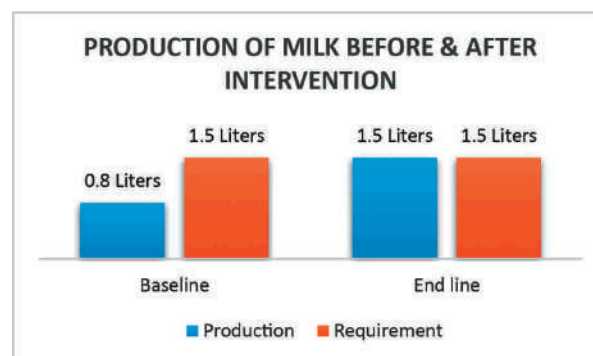 PRODUCTION OF MILK BEFORE & AFTER
INTERVENTION
0.8 Liters
1.5 Liters
1.5 Liters
1.5 Liters
Baseline
End line
Production
Requirement